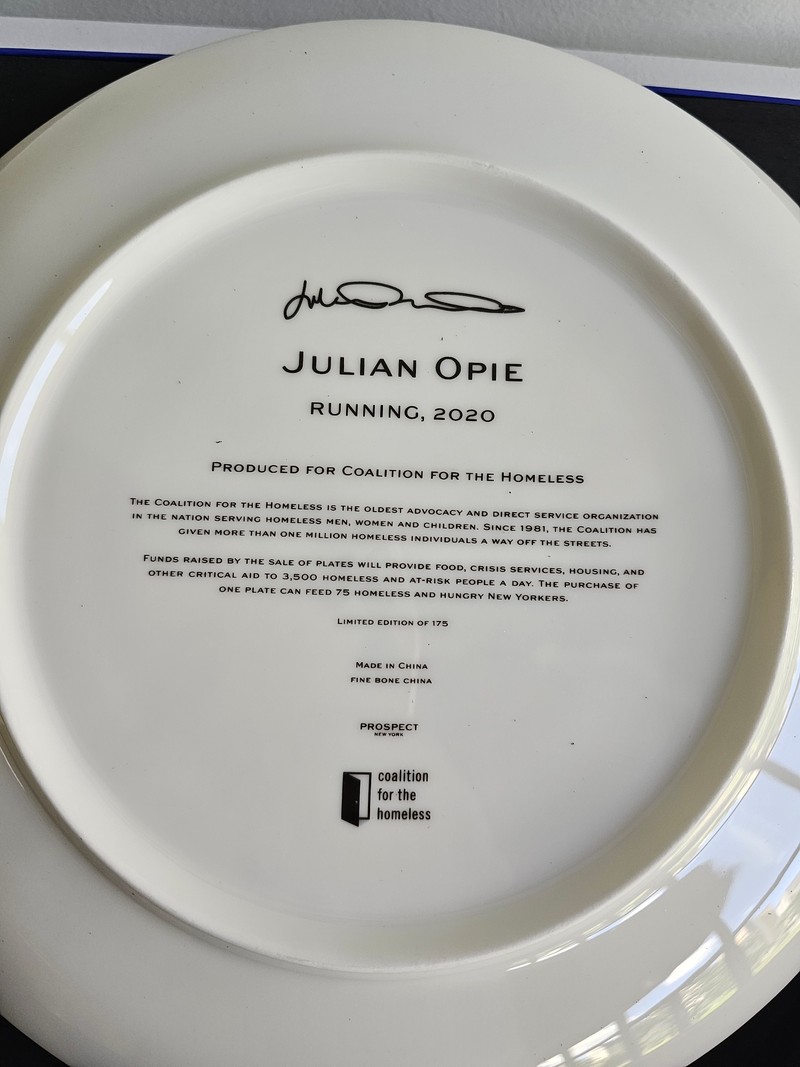 Julian Opie
JULIAN OPIE
RUNNING, 2020
PRODUCED FOR COALITION FOR THE HOMELESS
THE COALITION FOR THE HOMELESS IS THE OLDEST ADVOCACY AND DIRECT SERVICE ORGANIZATION
IN THE NATION SERVING HOMELESS MEN, WOMEN AND CHILDREN. SINCE 1981, THE COALITION HAS
GIVEN MORE THAN ONE MILLION HOMELESS INDIVIDUALS A WAY OFF THE STREETS.
FUNDS RAISED BY THE SALE OF PLATES WILL PROVIDE FOOD, CRISIS SERVICES, HOUSING, AND
OTHER CRITICAL AID TO 3,500 HOMELESS AND AT-RISK PEOPLE A DAY. THE PURCHASE OF
ONE PLATE CAN FEED 75 HOMELESS AND HUNGRY NEW YORKERS.
LIMITED EDITION OF 175
MADE IN CHINA
FINE BONE CHINA
PROSPECT
NEW YORK
coalition
for the
homeless